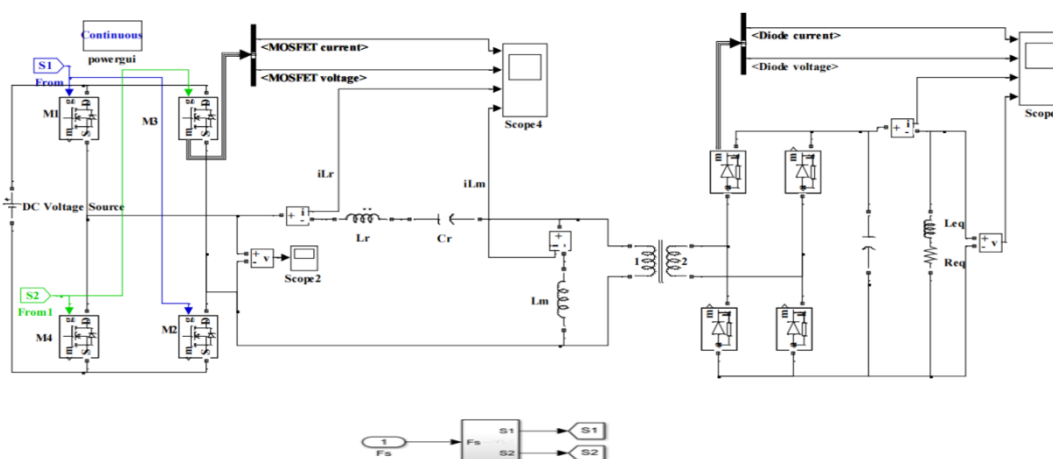 Continuous
powergui
S1
From
M1
M3
<MOSFET current>
<MOSFET voltage>
Scope4
<Diode current>
<Diode voltage>
Scope
DC Voltage Source
iLr
iLm
Lr
Cr
Scope2
Lm
1
2
Leq
Req
S2
From1
M4
M2
1
Fs
Fs
S1
S2
S1
S2